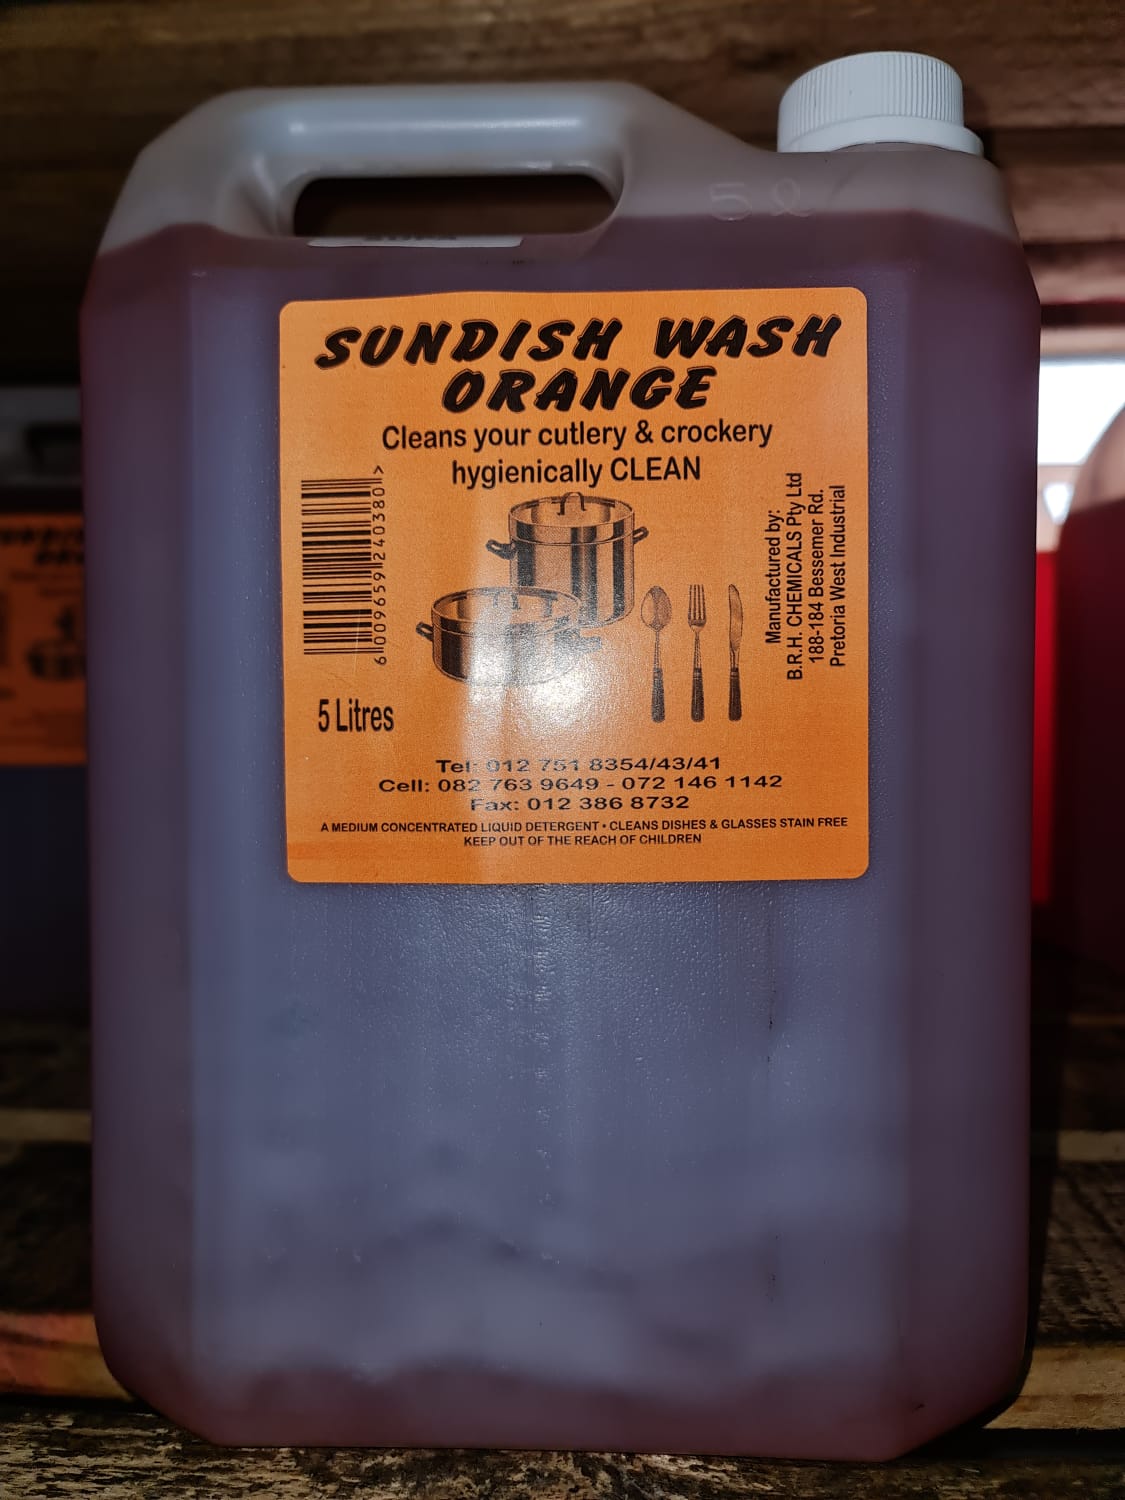 5 l
SUNDISH WASH
ORANGE
Cleans your cutlery & crockery
hygienically CLEAN
6 009659 240380 >
Manufactured by:
B.R.H. CHEMICALS Pty Ltd
188-184 Bessemer Rd.
Pretoria West Industrial
5 Litres
Tel: 012 751 8354/43/41
Cell: 082 763 9649 - 072 146 1142
Fax: 012 386 8732
A MEDIUM CONCENTRATED LIQUID DETERGENT • CLEANS DISHES & GLASSES STAIN FREE
KEEP OUT OF THE REACH OF CHILDREN